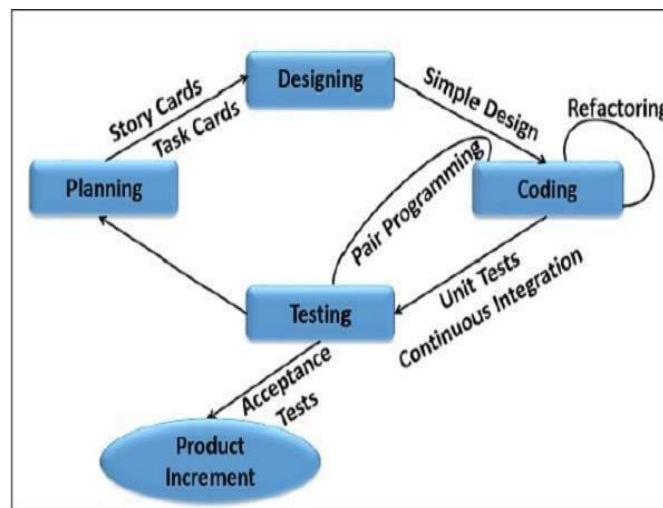 Designing
Story Cards
Task Cards
Simple Design
Refactoring
Planning
Coding
Pair Programming
Testing
Unit Tests
Continuous Integration
Acceptance
Tests
Product
Increment